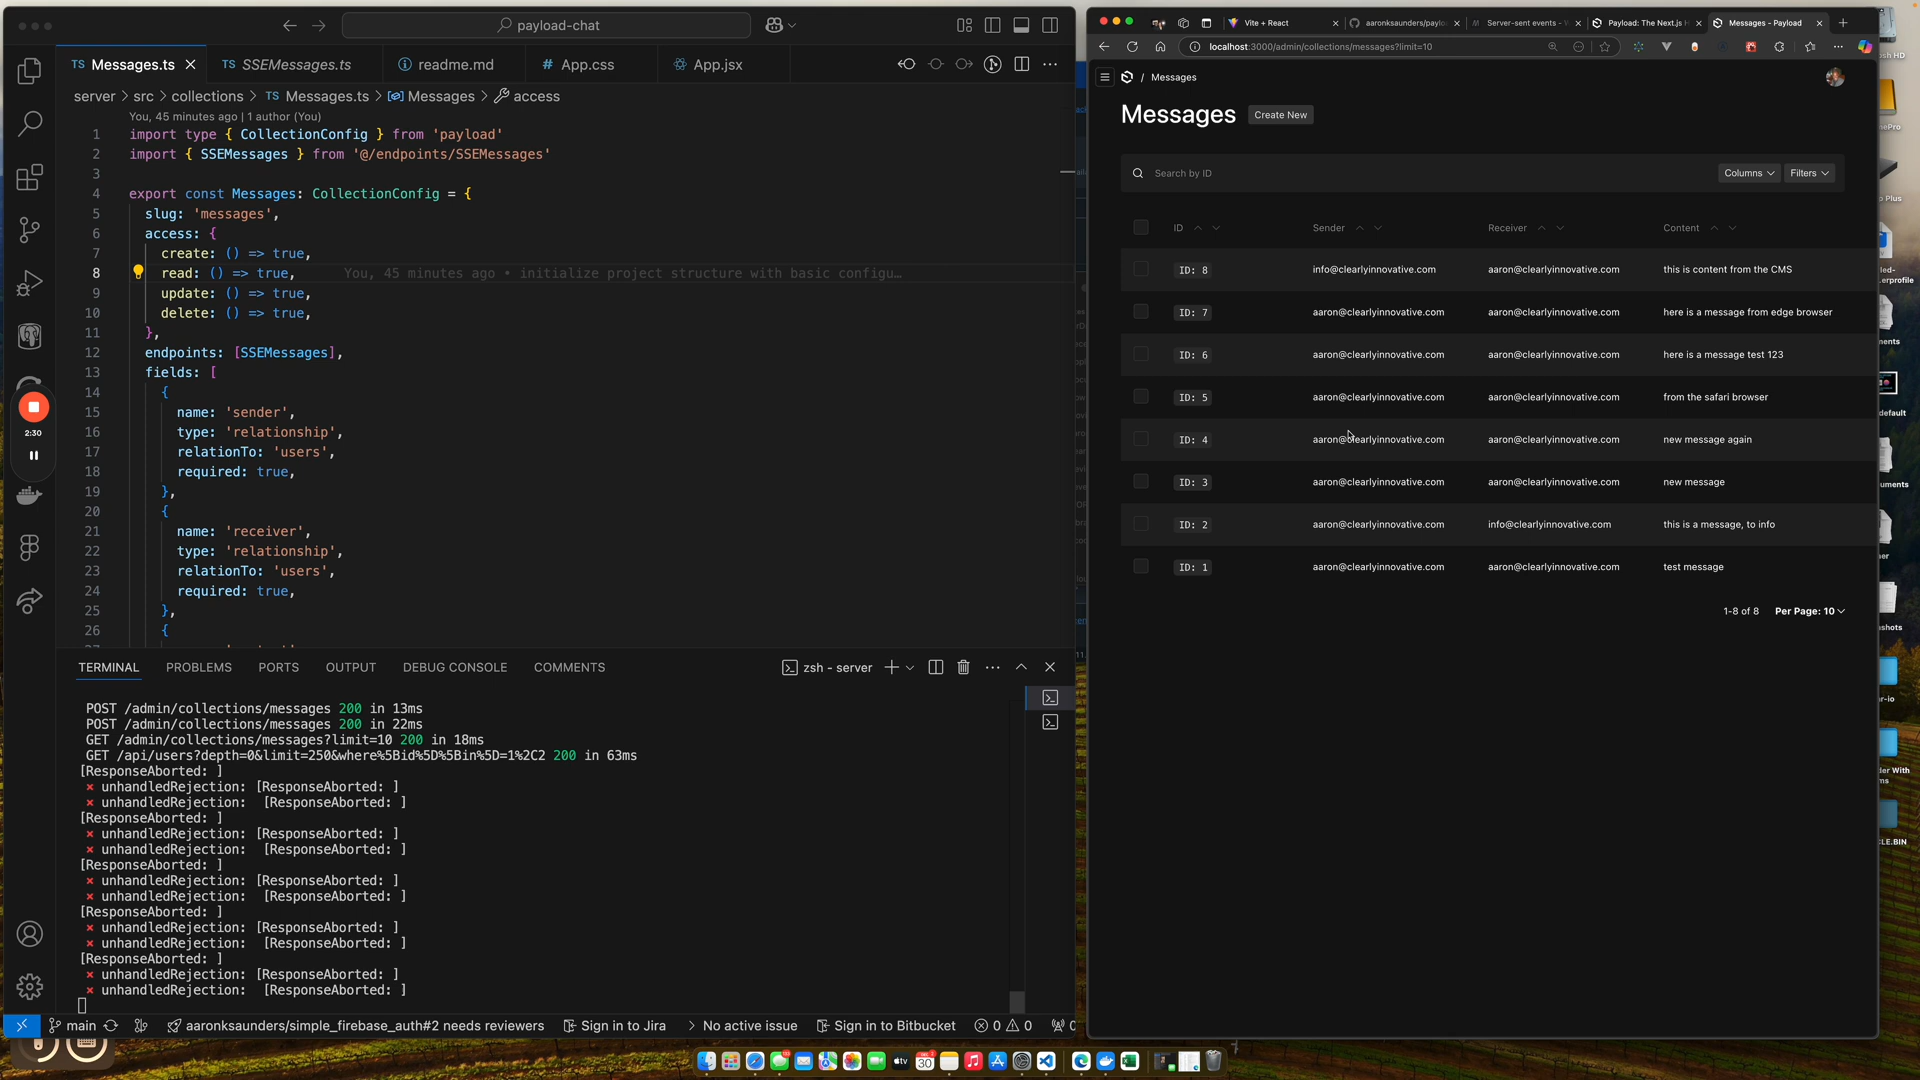 payload-chat
TS Messages.ts
TS SSEMessages.ts
readme.md
# App.css
App.jsx
server > src > collections > TS Messages.ts > Messages > access
You, 45 minutes ago | 1 author (You)
1 import type { CollectionConfig } from 'payload'
2 import { SSEMessages } from '@/endpoints/SSEMessages'
3
4 export const Messages: CollectionConfig = {
5 slug: 'messages',
6 access: {
7 create: () => true,
8 read: () => true, You, 45 minutes ago • initialize project structure with basic configu…
9 update: () => true,
10 delete: () => true,
11 },
12 endpoints: [SSEMessages],
13 fields: [
14 {
15 name: 'sender',
16 type: 'relationship',
17 relationTo: 'users',
18 required: true,
19 },
20 {
21 name: 'receiver',
22 type: 'relationship',
23 relationTo: 'users',
24 required: true,
25 },
26 {
2:30
TERMINAL PROBLEMS PORTS OUTPUT DEBUG CONSOLE COMMENTS
zsh - server
POST /admin/collections/messages 200 in 13ms
POST /admin/collections/messages 200 in 22ms
GET /admin/collections/messages?limit=10 200 in 18ms
GET /api/users?depth=0&limit=250&where%5Bid%5D%5Bin%5D=1%2C2 200 in 63ms
[ResponseAborted: ]
× unhandledRejection: [ResponseAborted: ]
× unhandledRejection:  [ResponseAborted: ]
[ResponseAborted: ]
× unhandledRejection: [ResponseAborted: ]
× unhandledRejection:  [ResponseAborted: ]
[ResponseAborted: ]
× unhandledRejection: [ResponseAborted: ]
× unhandledRejection:  [ResponseAborted: ]
[ResponseAborted: ]
× unhandledRejection: [ResponseAborted: ]
× unhandledRejection:  [ResponseAborted: ]
[ResponseAborted: ]
× unhandledRejection: [ResponseAborted: ]
× unhandledRejection:  [ResponseAborted: ]
main aaronksaunders/simple_firebase_auth#2 needs reviewers Sign in to Jira > No active issue Sign in to Bitbucket 0 0
Vite + React
aaronksaunders/paylo
Server-sent events -
Payload: The Next.js H
Messages - Payload
localhost:3000/admin/collections/messages?limit=10
/ Messages
Messages Create New
Search by ID
Columns Filters
ID Sender Receiver Content
ID: 8 info@clearlyinnovative.com aaron@clearlyinnovative.com this is content from the CMS
ID: 7 aaron@clearlyinnovative.com aaron@clearlyinnovative.com here is a message from edge browser
ID: 6 aaron@clearlyinnovative.com aaron@clearlyinnovative.com here is a message test 123
ID: 5 aaron@clearlyinnovative.com aaron@clearlyinnovative.com from the safari browser
ID: 4 aaron@clearlyinnovative.com aaron@clearlyinnovative.com new message again
ID: 3 aaron@clearlyinnovative.com aaron@clearlyinnovative.com new message
ID: 2 aaron@clearlyinnovative.com info@clearlyinnovative.com this is a message, to info
ID: 1 aaron@clearlyinnovative.com aaron@clearlyinnovative.com test message
1-8 of 8 Per Page: 10
30